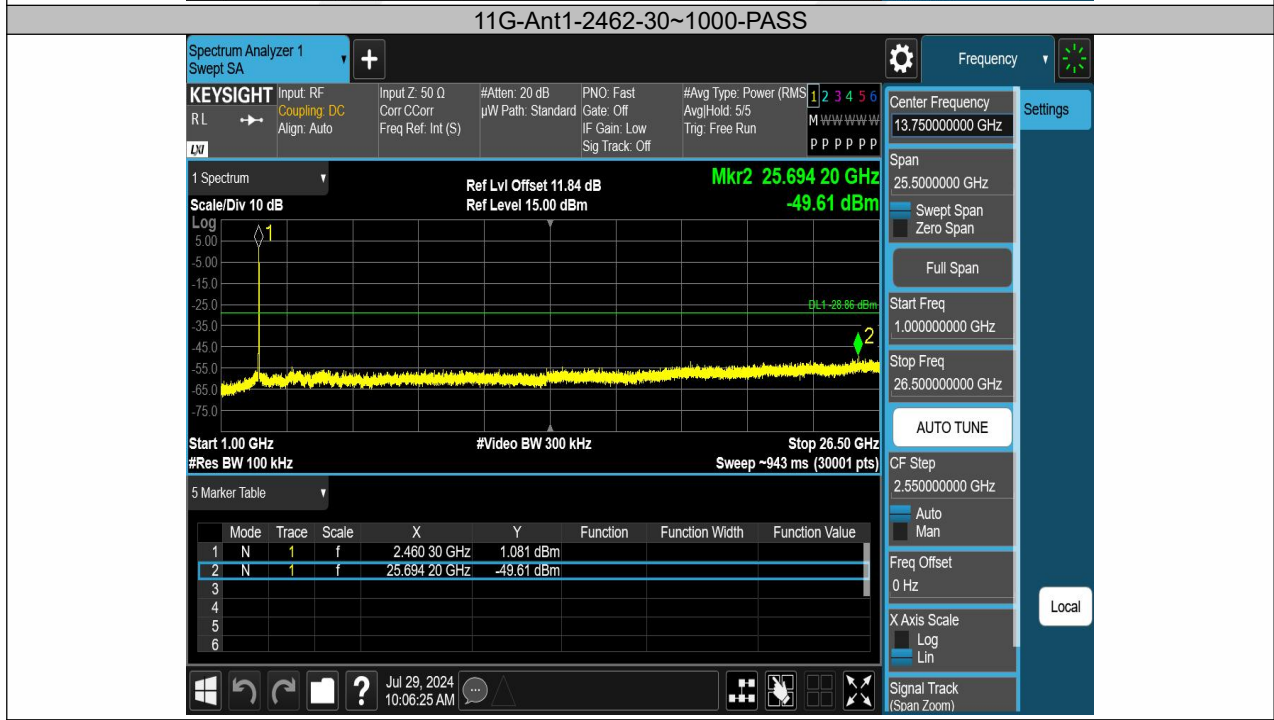 11G-Ant1-2462-30~1000-PASS
Spectrum Analyzer 1
Swept SA
+
Frequency
KEYSIGHT
RL
LXI
Input: RF
Coupling: DC
Align: Auto
Input Z: 50 Ω
Corr CCorr
Freq Ref: Int (S)
#Atten: 20 dB
µW Path: Standard
PNO: Fast
Gate: Off
IF Gain: Low
Sig Track: Off
#Avg Type: Power (RMS
Avg|Hold: 5/5
Trig: Free Run
1 2 3 4 5 6
M W W W W W
P P P P P P
Center Frequency
13.750000000 GHz
Settings
1 Spectrum
Ref Lvl Offset 11.84 dB
Mkr2 25.694 20 GHz
Scale/Div 10 dB
Ref Level 15.00 dBm
-49.61 dBm
Log
5.00
-5.00
-15.0
-25.0
-35.0
-45.0
-55.0
-65.0
-75.0
1
DL1 -28.86 dBm
2
Start 1.00 GHz
#Video BW 300 kHz
Stop 26.50 GHz
#Res BW 100 kHz
Sweep ~943 ms (30001 pts)
Span
25.5000000 GHz
Swept Span
Zero Span
Full Span
Start Freq
1.000000000 GHz
Stop Freq
26.500000000 GHz
AUTO TUNE
CF Step
2.550000000 GHz
Auto
Man
Freq Offset
0 Hz
X Axis Scale
Log
Lin
Signal Track
(Span Zoom)
Local
5 Marker Table
Mode Trace Scale X Y Function Function Width Function Value
1 N 1 f 2.460 30 GHz 1.081 dBm
2 N 1 f 25.694 20 GHz -49.61 dBm
3
4
5
6
?
Jul 29, 2024
10:06:25 AM